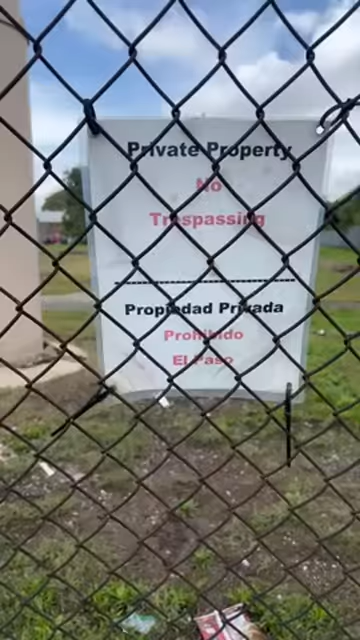 Private Property
No
Trespassing
Propiedad Privada
Prohibido
El Paso